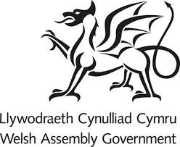 Llywodraeth Cynulliad Cymru
Welsh Assembly Government